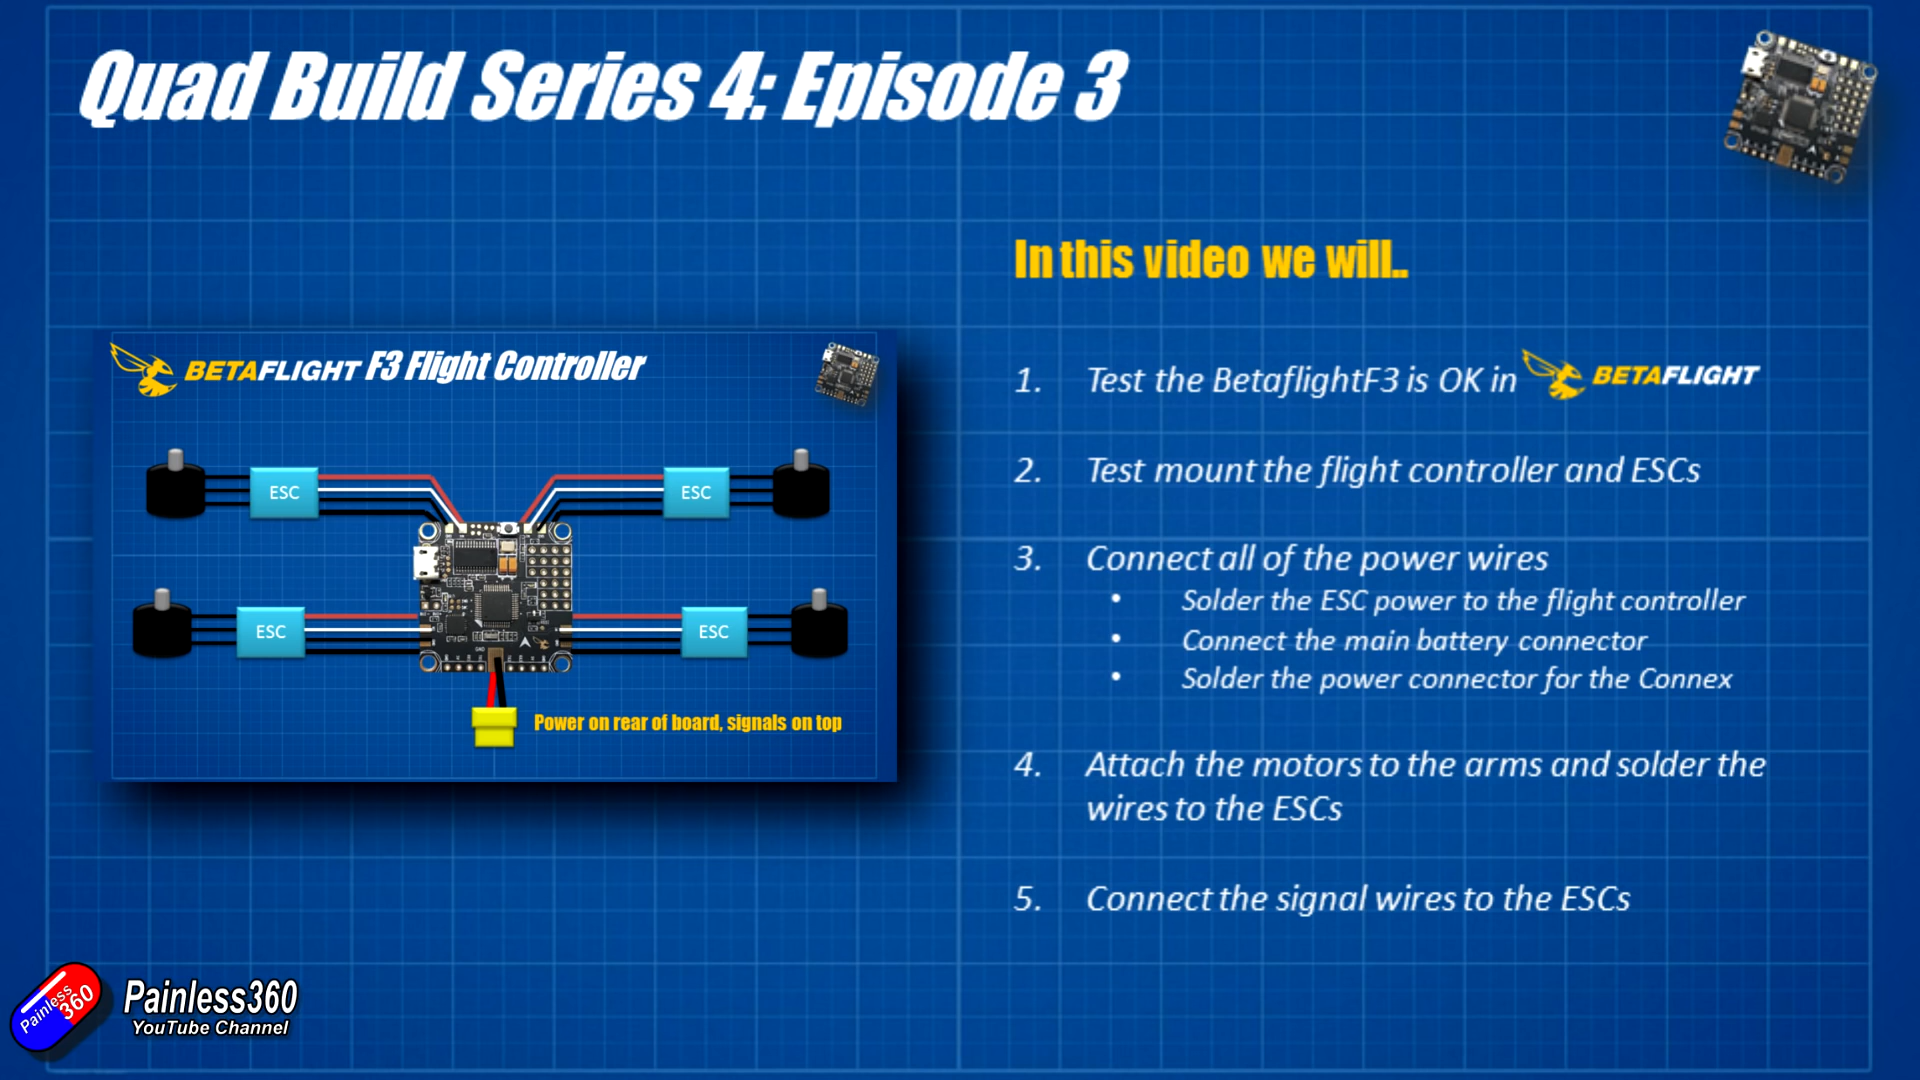 Quad Build Series 4: Episode 3
In this video we will..
BETAFLIGHT F3 Flight Controller
ESC
ESC
ESC
ESC
GND
Power on rear of board, signals on top
1. Test the BetaflightF3 is OK in BETAFLIGHT
2. Test mount the flight controller and ESCs
3. Connect all of the power wires
• Solder the ESC power to the flight controller
• Connect the main battery connector
• Solder the power connector for the Connex
4. Attach the motors to the arms and solder the
wires to the ESCs
5. Connect the signal wires to the ESCs
Painless
360
Painless360
YouTube Channel